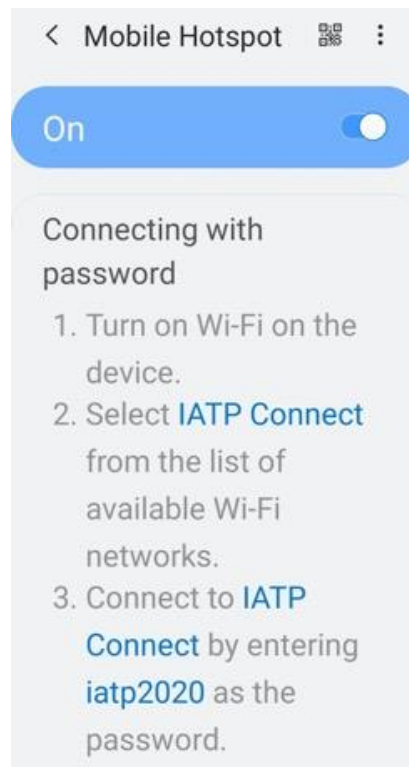 Mobile Hotspot
On
Connecting with
password
1. Turn on Wi-Fi on the
device.
2. Select IATP Connect
from the list of
available Wi-Fi
networks.
3. Connect to IATP
Connect by entering
iatp2020 as the
password.